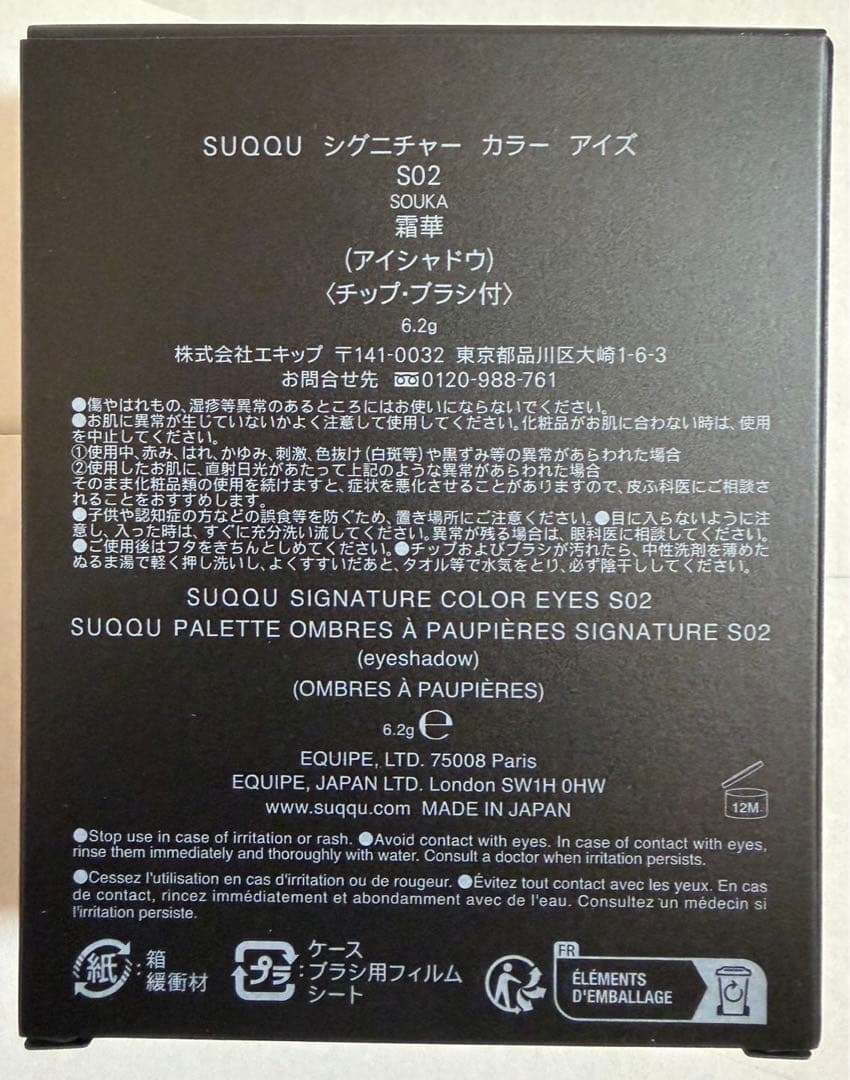 SUQQU シグニチャー カラー アイズ
S02
SOUKA
霜華
(アイシャドウ)
〈チップ・ブラシ付〉
6.2g
株式会社エキップ 〒141-0032 東京都品川区大崎1-6-3
お問合せ先 0120-988-761
●傷やはれもの、湿疹等異常のあるところにはお使いにならないでください。
●お肌に異常が生じていないかよく注意して使用してください。化粧品がお肌に合わない時は、使用
を中止してください。
①使用中、赤み、はれ、かゆみ、刺激、色抜け(白斑等)や黒ずみ等の異常があらわれた場合
②使用したお肌に、直射日光があたって上記のような異常があらわれた場合
そのまま化粧品類の使用を続けますと、症状を悪化させることがありますので、皮ふ科医にご相談さ
れることをおすすめします。
●子供や認知症の方などの誤食等を防ぐため、置き場所にご注意ください。●目に入らないように注
意し、入った時は、すぐに充分洗い流してください。異常が残る場合は、眼科医に相談してください。
●ご使用後はフタをきちんとしめてください。●チップおよびブラシが汚れたら、中性洗剤を薄めた
ぬるま湯で軽く押し洗いし、よくすすいだあと、タオル等で水気をとり、必ず陰干ししてください。
SUQQU SIGNATURE COLOR EYES S02
SUQQU PALETTE OMBRES À PAUPIÈRES SIGNATURE S02
(eyeshadow)
(OMBRES À PAUPIÈRES)
6.2g ℮
EQUIPE, LTD. 75008 Paris
EQUIPE, JAPAN LTD. London SW1H 0HW
www.suqqu.com MADE IN JAPAN
12M
●Stop use in case of irritation or rash. ●Avoid contact with eyes. In case of contact with eyes,
rinse them immediately and thoroughly with water. Consult a doctor when irritation persists.
●Cessez l'utilisation en cas d'irritation ou de rougeur. ●Évitez tout contact avec les yeux. En cas
de contact, rincez immédiatement et abondamment avec de l'eau. Consultez un médecin si
l'irritation persiste.
紙:箱
緩衝材
プラ:ケース
ブラシ用フィルム
シート
FR
ÉLÉMENTS
D'EMBALLAGE